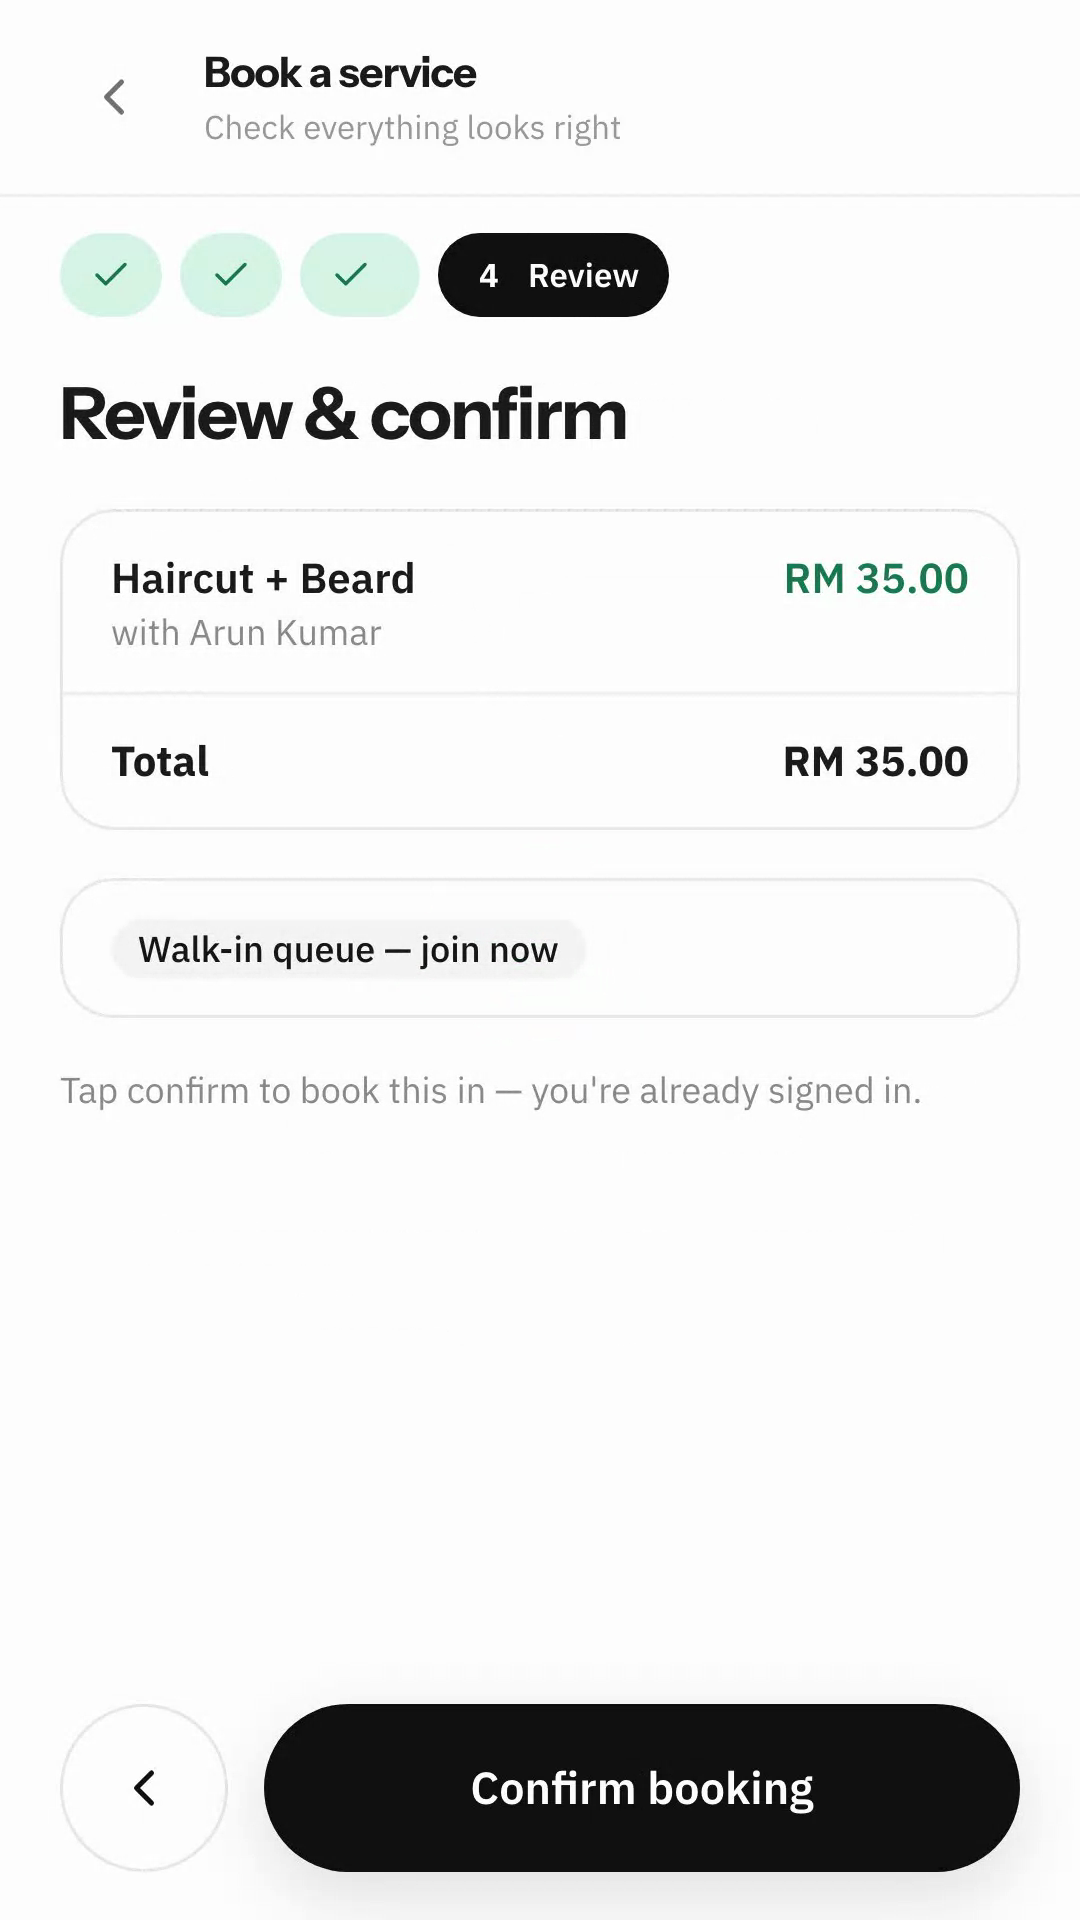 Book a service
Check everything looks right
4 Review
Review & confirm
Haircut + Beard RM 35.00
with Arun Kumar
Total RM 35.00
Walk-in queue — join now
Tap confirm to book this in — you're already signed in.
Confirm booking